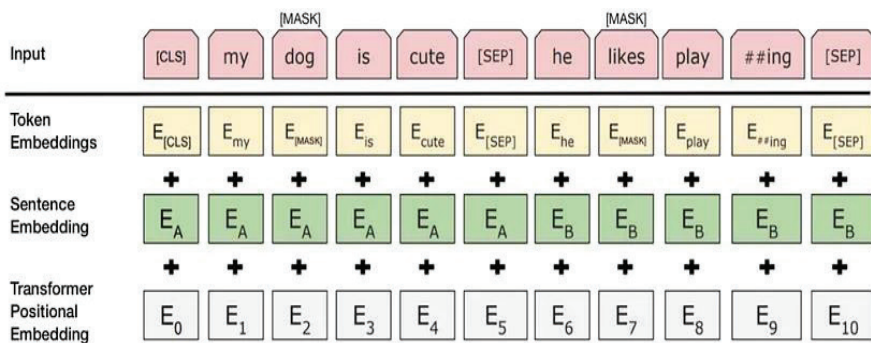 [MASK] [MASK]
Input [CLS] my dog is cute [SEP] he likes play ##ing [SEP]
Token
Embeddings
E[CLS] Emy E[MASK] Eis Ecute E[SEP] Ehe E[MASK] Eplay E##ing E[SEP]
+ + + + + + + + + + +
Sentence
Embedding
EA EA EA EA EA EA EB EB EB EB EB
+ + + + + + + + + + +
Transformer
Positional
Embedding
E0 E1 E2 E3 E4 E5 E6 E7 E8 E9 E10